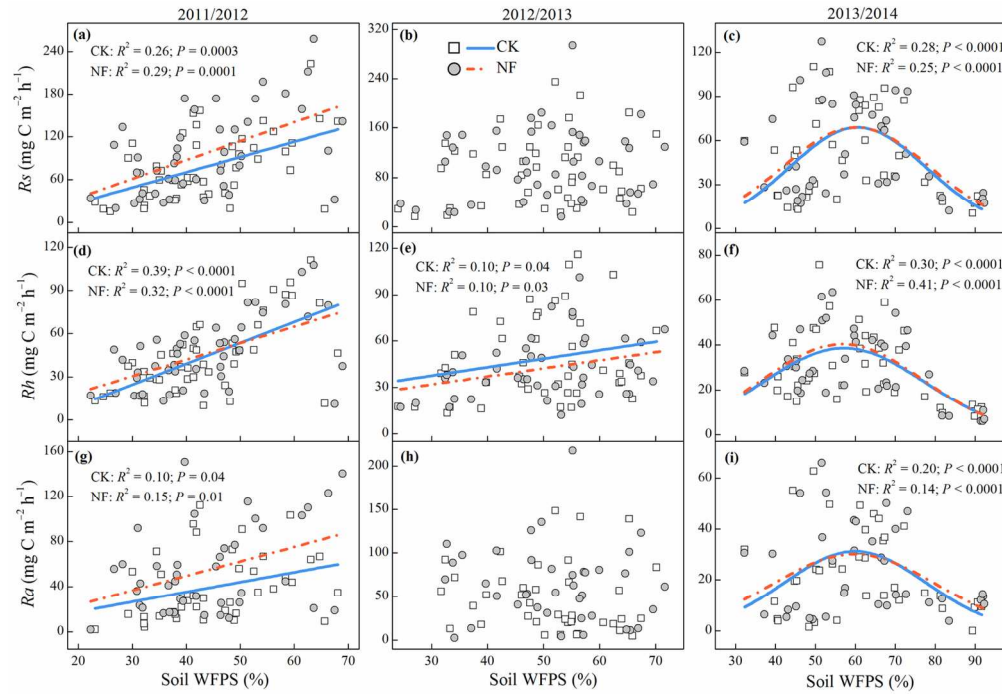 2011/2012
2012/2013
2013/2014
(a)
CK: R² = 0.26; P = 0.0003
NF: R² = 0.29; P = 0.0001
(b)
CK
NF
(c)
CK: R² = 0.28; P < 0.0001
NF: R² = 0.25; P < 0.0001
Rs (mg C m⁻² h⁻¹)
240
180
120
60
0
320
240
160
80
0
120
90
60
30
0
(d)
CK: R² = 0.39; P < 0.0001
NF: R² = 0.32; P < 0.0001
(e)
CK: R² = 0.10; P = 0.04
NF: R² = 0.10; P = 0.03
(f)
CK: R² = 0.30; P < 0.0001
NF: R² = 0.41; P < 0.0001
Rh (mg C m⁻² h⁻¹)
120
90
60
30
0
120
90
60
30
0
80
60
40
20
0
(g)
CK: R² = 0.10; P = 0.04
NF: R² = 0.15; P = 0.01
(h)
(i)
CK: R² = 0.20; P < 0.0001
NF: R² = 0.14; P < 0.0001
Ra (mg C m⁻² h⁻¹)
160
120
80
40
0
200
150
100
50
0
60
40
20
0
20 30 40 50 60 70
30 40 50 60 70
30 40 50 60 70 80 90
Soil WFPS (%)
Soil WFPS (%)
Soil WFPS (%)